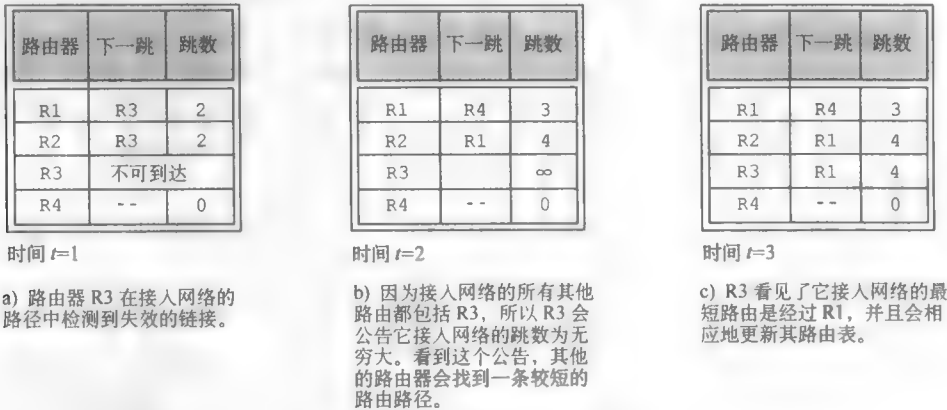 路由器 下一跳 跳数
R1 R3 2
R2 R3 2
R3 不可到达
R4 -- 0
时间 t=1
a) 路由器 R3 在接入网络的
路径中检测到失效的链接。
路由器 下一跳 跳数
R1 R4 3
R2 R1 4
R3 ∞
R4 -- 0
时间 t=2
b) 因为接入网络的所有其他
路由都包括 R3，所以 R3 会
公告它接入网络的跳数为无
穷大。看到这个公告，其他
的路由器会找到一条较短的
路由路径。
路由器 下一跳 跳数
R1 R4 3
R2 R1 4
R3 R1 4
R4 -- 0
时间 t=3
c) R3 看见了它接入网络的最
短路由是经过 R1，并且会相
应地更新其路由表。